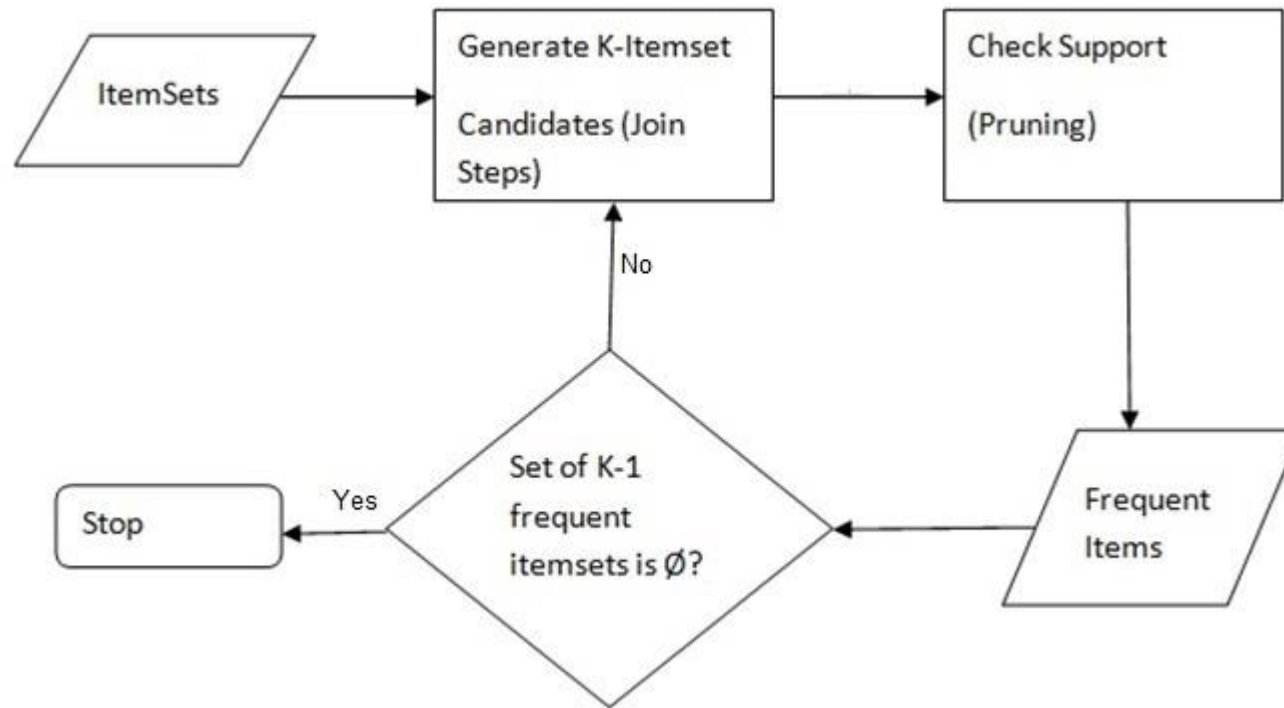 ItemSets
Generate K-Itemset
Candidates (Join
Steps)
Check Support
(Pruning)
No
Set of K-1
frequent
itemsets is Ø?
Yes
Stop
Frequent
Items